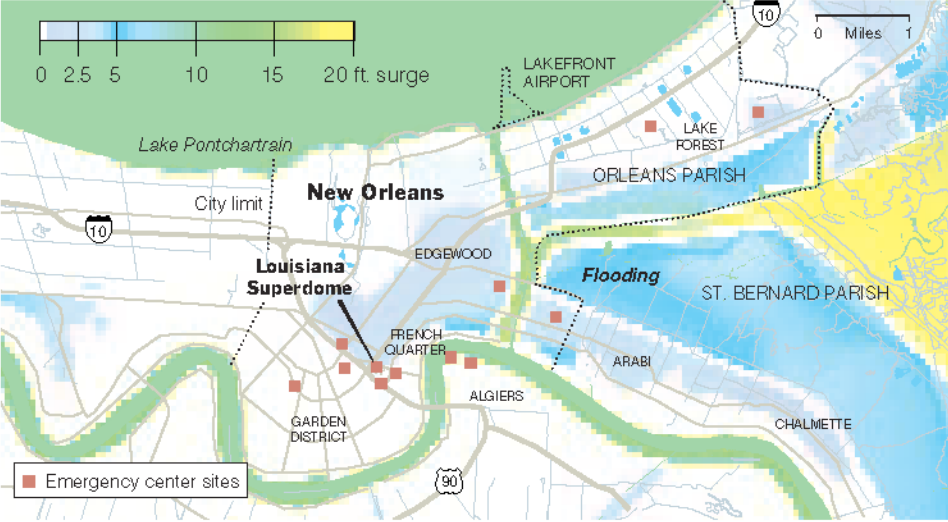 0 2.5 5 10 15 20 ft. surge
LAKEFRONT
AIRPORT
10
0 Miles 1
Lake Pontchartrain
LAKE
FOREST
ORLEANS PARISH
New Orleans
City limit
10
EDGEWOOD
Louisiana
Superdome
Flooding
ST. BERNARD PARISH
FRENCH
QUARTER
ARABI
ALGIERS
GARDEN
DISTRICT
CHALMETTE
90
Emergency center sites